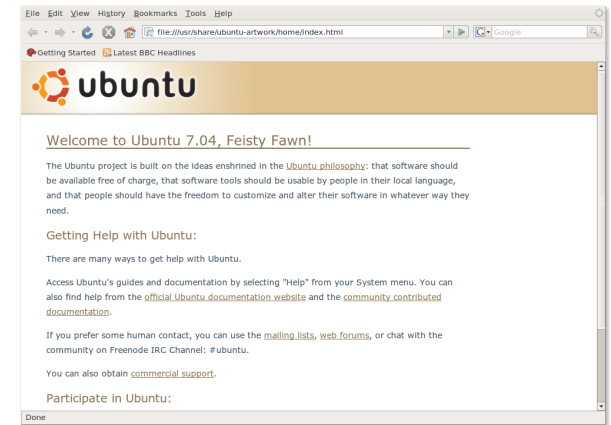 File Edit View History Bookmarks Tools Help
file:///usr/share/ubuntu-artwork/home/index.html
Google
Getting Started Latest BBC Headlines
ubuntu
Welcome to Ubuntu 7.04, Feisty Fawn!
The Ubuntu project is built on the ideas enshrined in the Ubuntu philosophy: that software should
be available free of charge, that software tools should be usable by people in their local language,
and that people should have the freedom to customize and alter their software in whatever way they
need.
Getting Help with Ubuntu:
There are many ways to get help with Ubuntu.
Access Ubuntu's guides and documentation by selecting "Help" from your System menu. You can
also find help from the official Ubuntu documentation website and the community contributed
documentation.
If you prefer some human contact, you can use the mailing lists, web forums, or chat with the
community on Freenode IRC Channel: #ubuntu.
You can also obtain commercial support.
Participate in Ubuntu:
Done